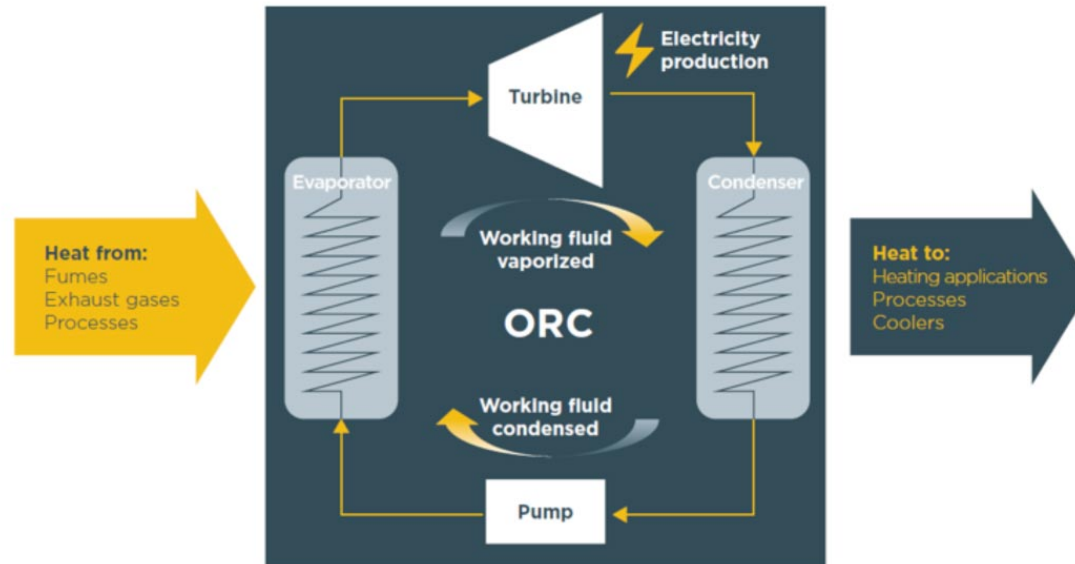 Electricity
production
Turbine
Evaporator
Condenser
Heat from:
Fumes
Exhaust gases
Processes
Working fluid
vaporized
ORC
Heat to:
Heating applications
Processes
Coolers
Working fluid
condensed
Pump